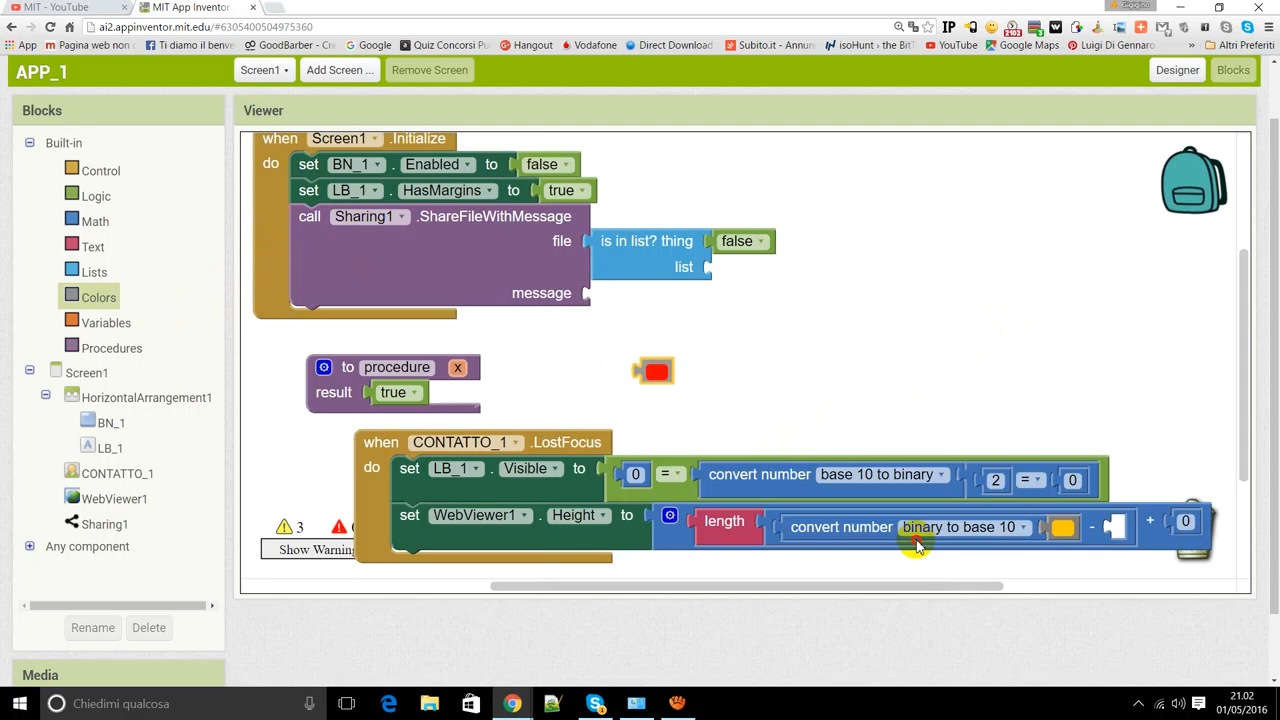 MIT - YouTube
MIT App Inventor
Gigigino
ai2.appinventor.mit.edu/#6305400504975360
App
Pagina web non c
Ti diamo il benve
GoodBarber
Google
Quiz Concorsi Pu
Hangout
Vodafone
Direct Download
Subito.it - Annun
isoHunt - the BitT
YouTube
Google Maps
Luigi Di Gennaro
»
Altri Preferiti
APP_1
Screen1
Add Screen ...
Remove Screen
Designer
Blocks
Blocks
Viewer
Built-in
Control
Logic
Math
Text
Lists
Colors
Variables
Procedures
Screen1
HorizontalArrangement1
BN_1
LB_1
CONTATTO_1
WebViewer1
Sharing1
Any component
Rename
Delete
Media
when Screen1 .Initialize
do set BN_1 . Enabled to false
set LB_1 . HasMargins to true
call Sharing1 .ShareFileWithMessage
file is in list? thing false
list
message
to procedure x
result true
when CONTATTO_1 .LostFocus
do set LB_1 . Visible to 0 = convert number base 10 to binary 2 = 0
set WebViewer1 . Height to length convert number binary to base 10 - + 0
3
Show Warnin
Chiedimi qualcosa
21.02
01/05/2016